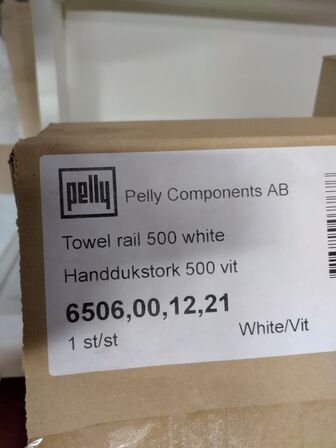 pelly Pelly Components AB
Towel rail 500 white
Handdukstork 500 vit
6506,00,12,21
1 st/st White/Vit